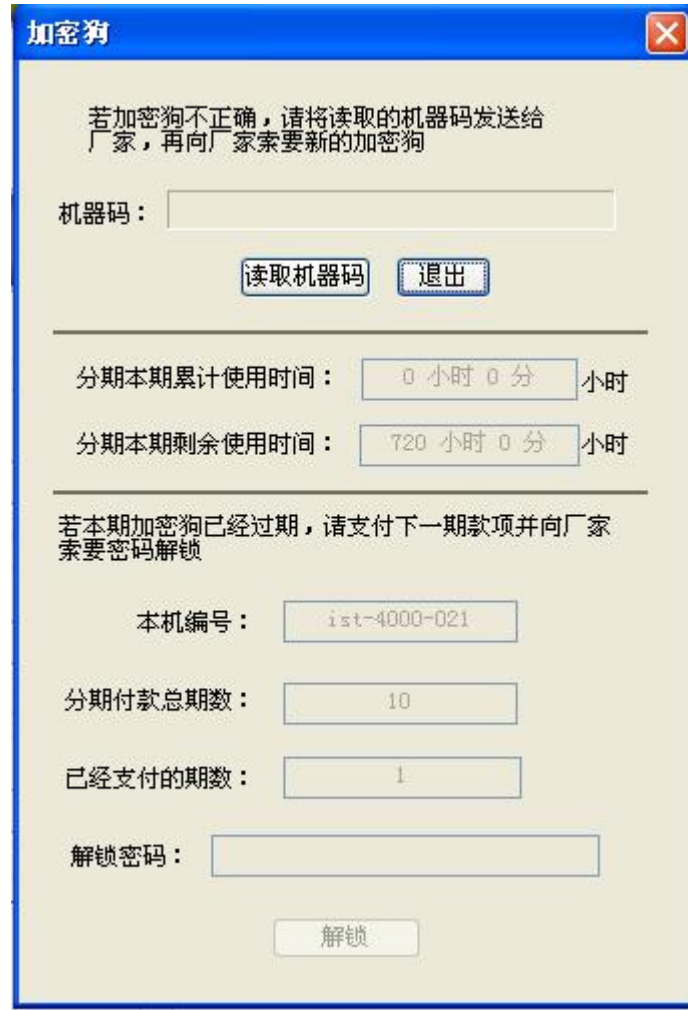 加密狗
若加密狗不正确，请将读取的机器码发送给
厂家，再向厂家索要新的加密狗
机器码：
读取机器码 退出
分期本期累计使用时间： 0 小时 0 分 小时
分期本期剩余使用时间： 720 小时 0 分 小时
若本期加密狗已经过期，请支付下一期款项并向厂家
索要密码解锁
本机编号： ist-4000-021
分期付款总期数： 10
已经支付的期数： 1
解锁密码：
解锁